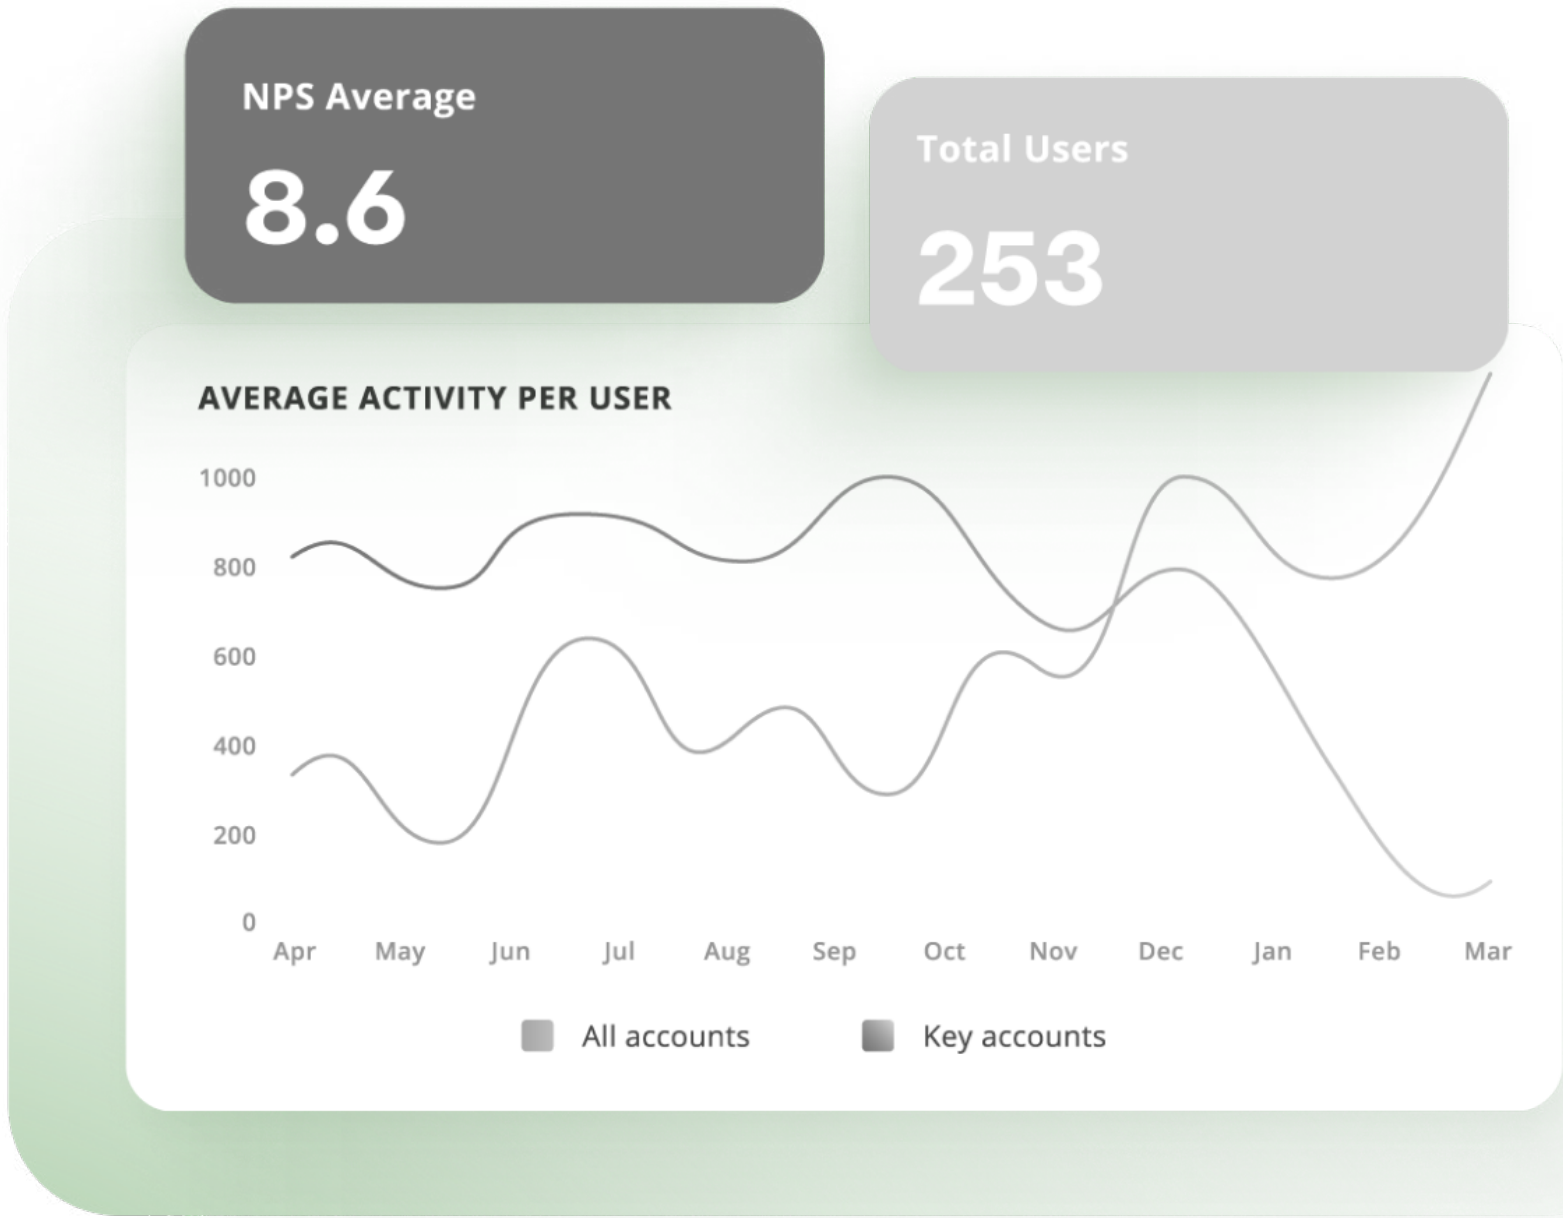 NPS Average
8.6
Total Users
253
AVERAGE ACTIVITY PER USER
1000
800
600
400
200
0
Apr May Jun Jul Aug Sep Oct Nov Dec Jan Feb Mar
All accounts Key accounts